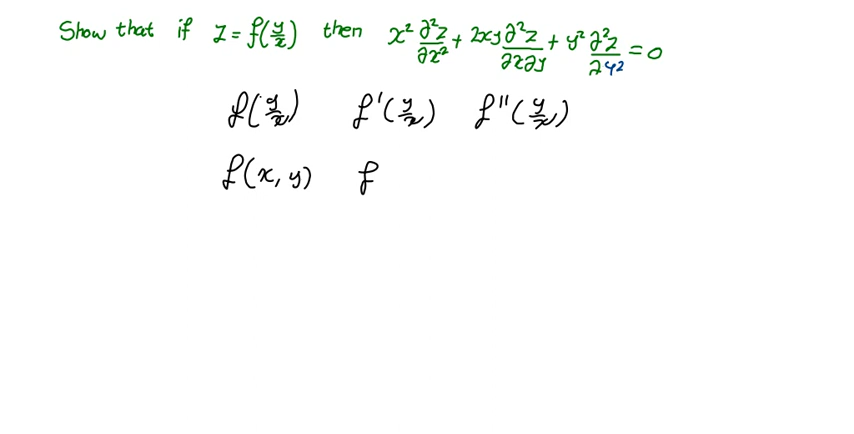 Show that if z = f(y/x) then x² ∂²z/∂x² + 2xy ∂²z/∂x∂y + y² ∂²z/∂y² = 0
f(y/x) f'(y/x) f''(y/x)
f(x, y) f